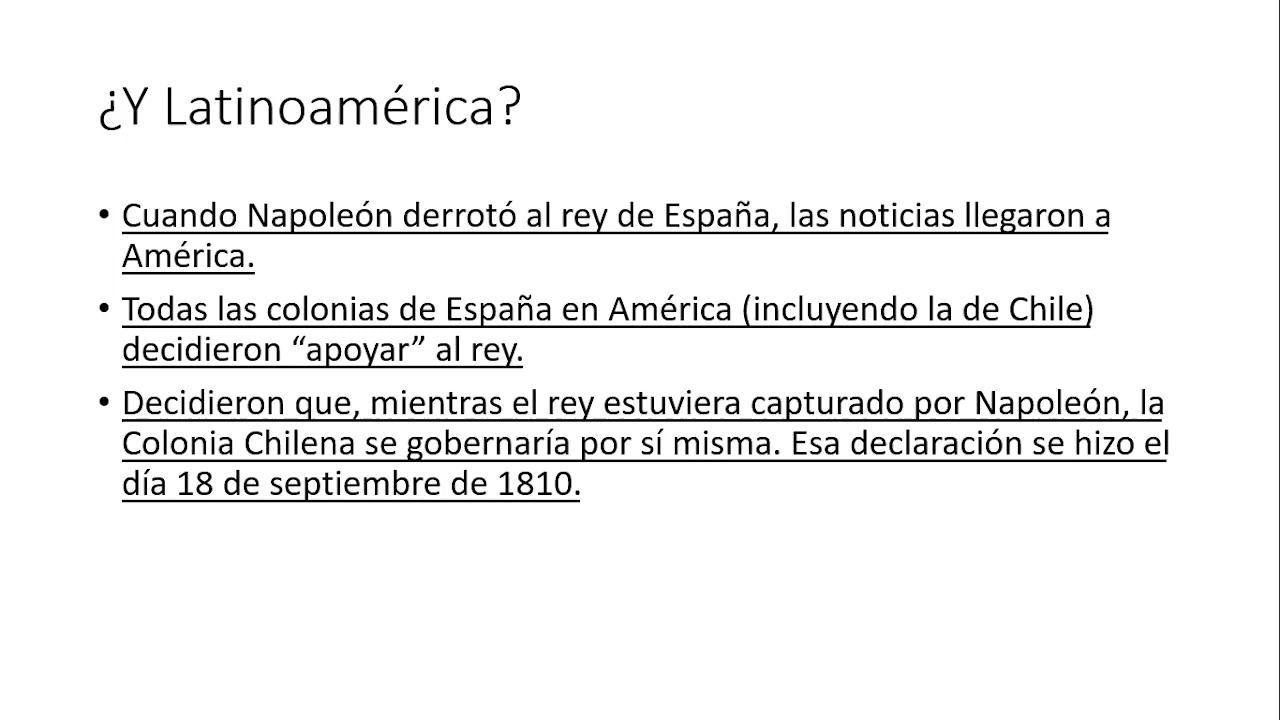 ¿Y Latinoamérica?
• Cuando Napoleón derrotó al rey de España, las noticias llegaron a
América.
• Todas las colonias de España en América (incluyendo la de Chile)
decidieron “apoyar” al rey.
• Decidieron que, mientras el rey estuviera capturado por Napoleón, la
Colonia Chilena se gobernaría por sí misma. Esa declaración se hizo el
día 18 de septiembre de 1810.